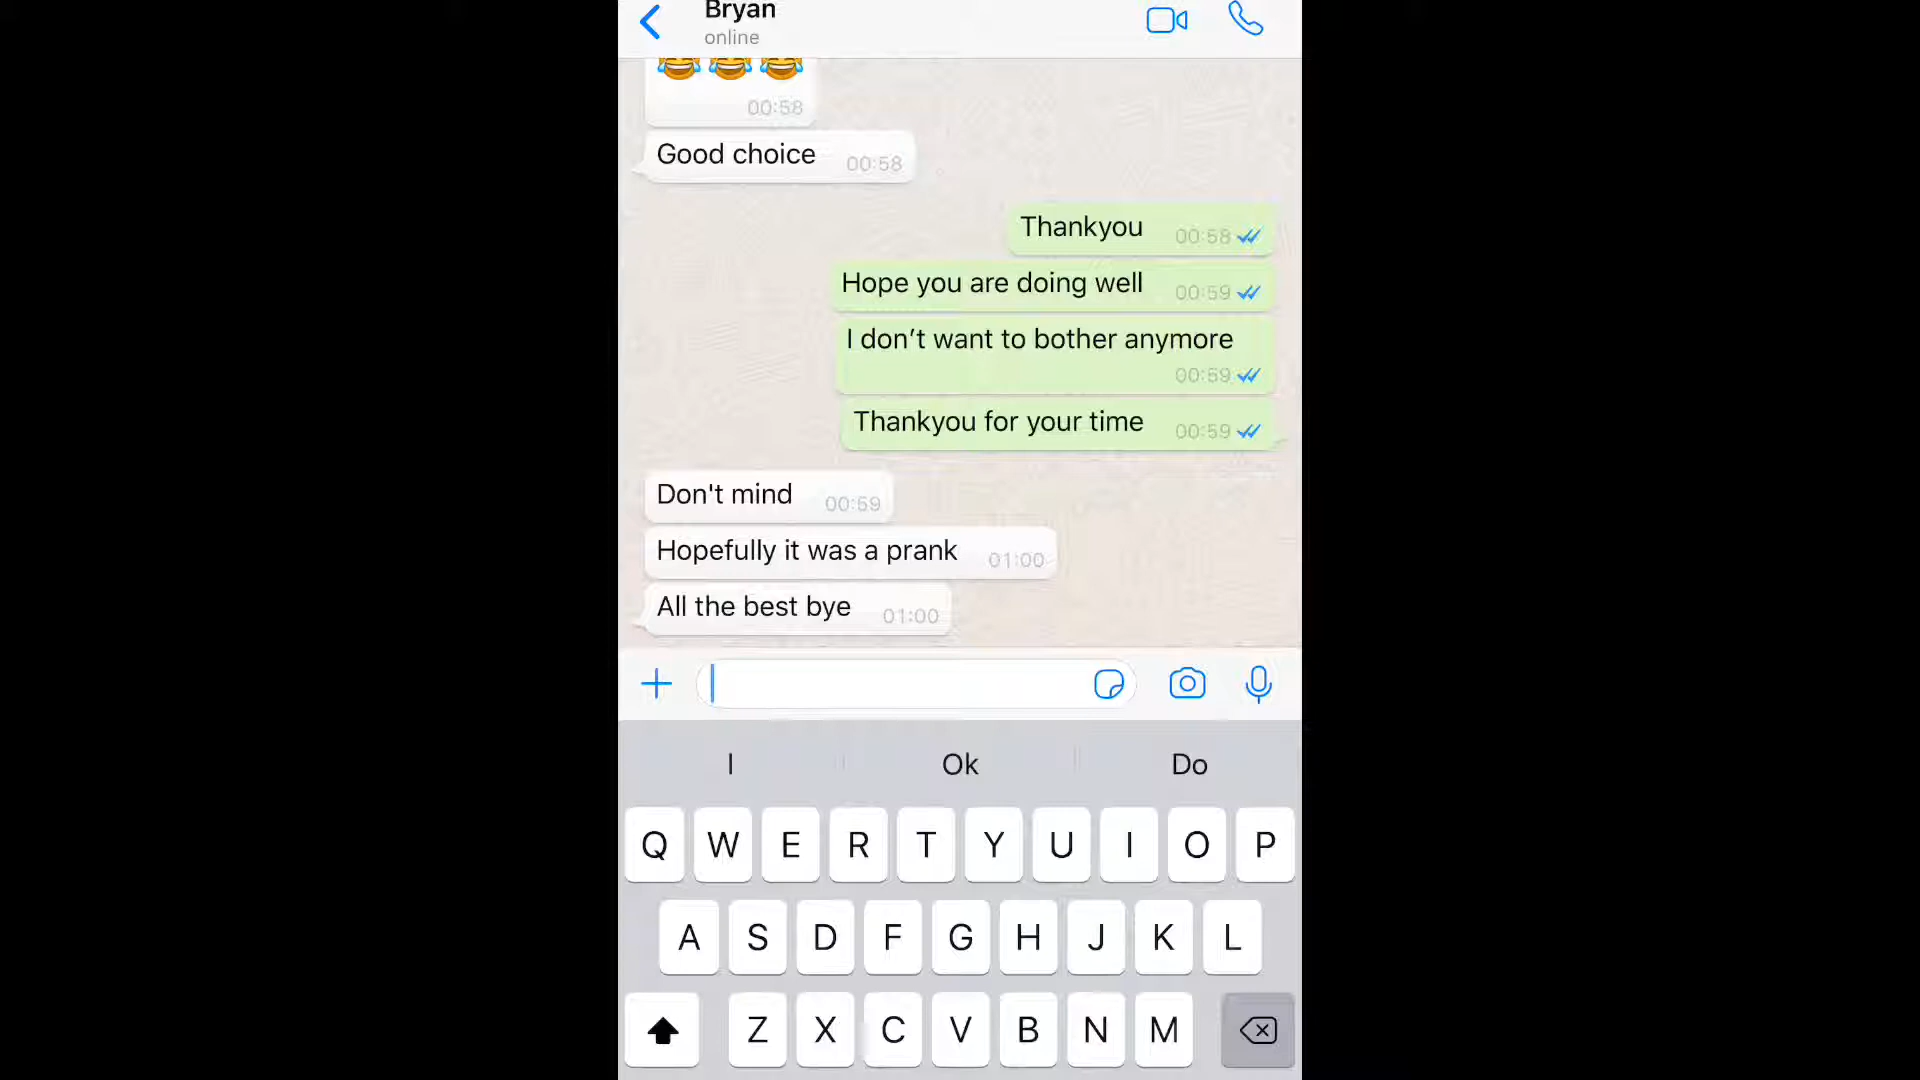 Bryan
online
00:58
Good choice 00:58
Thankyou 00:58
Hope you are doing well 00:59
I don’t want to bother anymore
00:59
Thankyou for your time 00:59
Don't mind 00:59
Hopefully it was a prank 01:00
All the best bye 01:00
I Ok Do
Q W E R T Y U I O P
A S D F G H J K L
Z X C V B N M